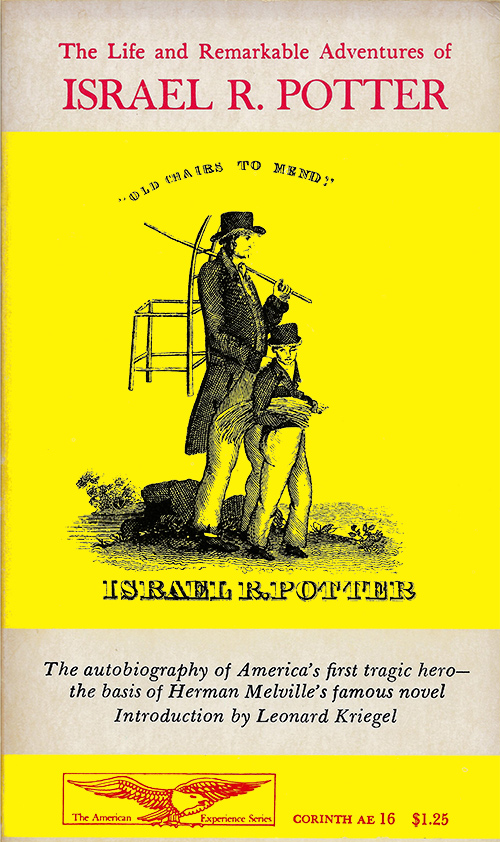 The Life and Remarkable Adventures of
ISRAEL R. POTTER
"OLD CHAIRS TO MEND;"
ISRAEL R. POTTER
The autobiography of America's first tragic hero—
the basis of Herman Melville's famous novel
Introduction by Leonard Kriegel
The American Experience Series
CORINTH AE 16 $1.25